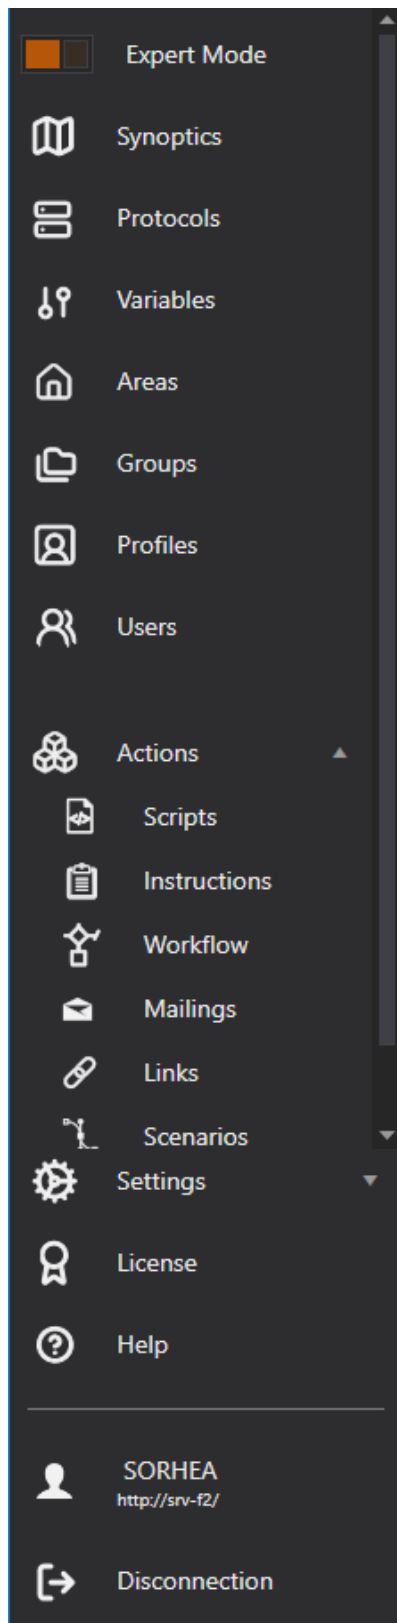 Expert Mode
Synoptics
Protocols
Variables
Areas
Groups
Profiles
Users
Actions
Scripts
Instructions
Workflow
Mailings
Links
Scenarios
Settings
License
Help
SORHEA
http://srv-f2/
Disconnection